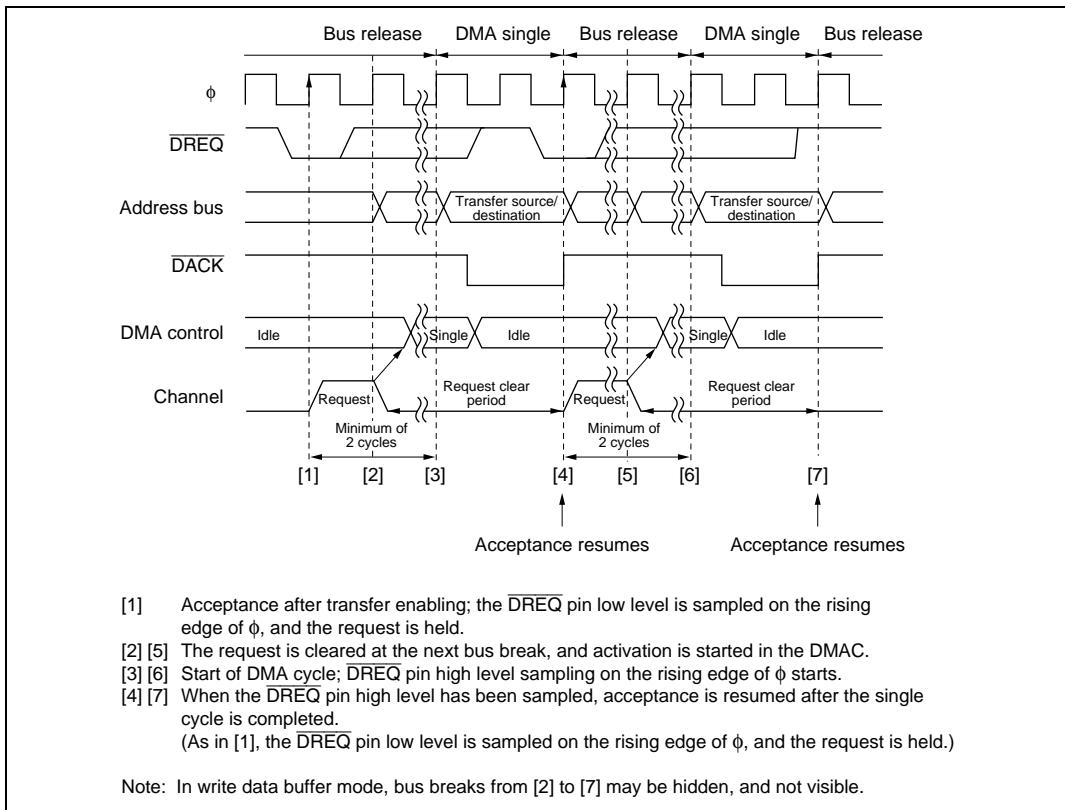 Bus release DMA single Bus release DMA single Bus release
ϕ
DREQ
Address bus Transfer source/ Transfer source/
destination destination
DACK
DMA control Idle Single Idle Single Idle
Channel Request Request clear Request Request clear
period period
Minimum of Minimum of
2 cycles 2 cycles
[1] [2] [3] [4] [5] [6] [7]
Acceptance resumes Acceptance resumes
[1] Acceptance after transfer enabling; the DREQ pin low level is sampled on the rising
edge of ϕ, and the request is held.
[2] [5] The request is cleared at the next bus break, and activation is started in the DMAC.
[3] [6] Start of DMA cycle; DREQ pin high level sampling on the rising edge of ϕ starts.
[4] [7] When the DREQ pin high level has been sampled, acceptance is resumed after the single
cycle is completed.
(As in [1], the DREQ pin low level is sampled on the rising edge of ϕ, and the request is held.)
Note: In write data buffer mode, bus breaks from [2] to [7] may be hidden, and not visible.